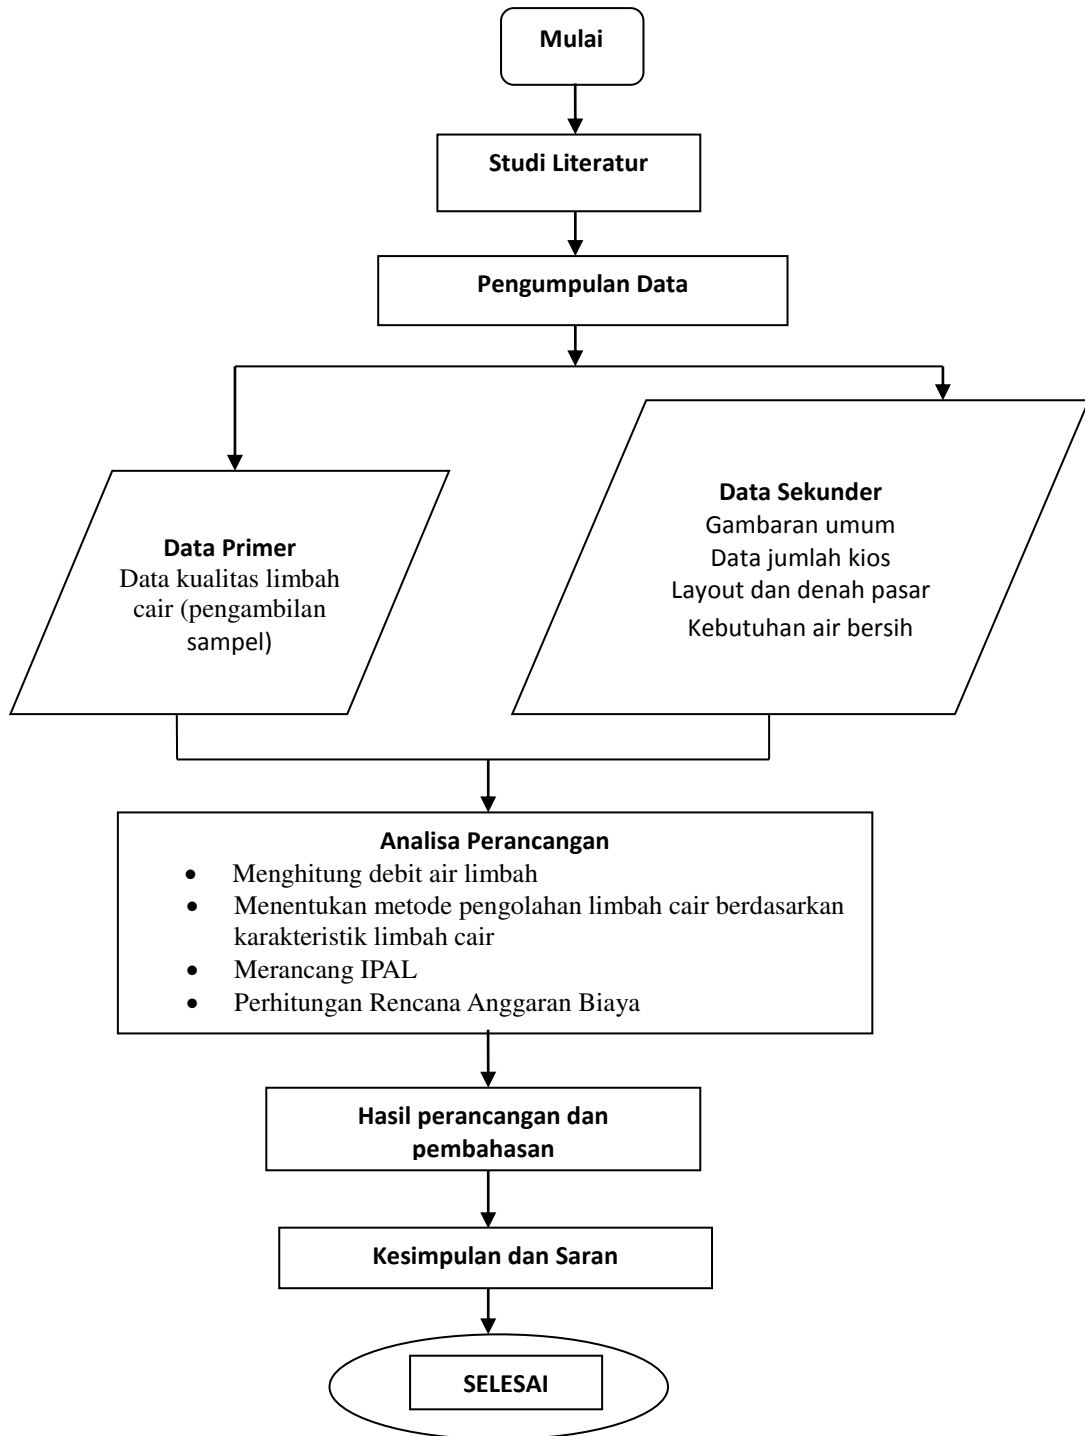 Mulai
Studi Literatur
Pengumpulan Data
Data Primer
Data kualitas limbah
cair (pengambilan
sampel)
Data Sekunder
Gambaran umum
Data jumlah kios
Layout dan denah pasar
Kebutuhan air bersih
Analisa Perancangan
• Menghitung debit air limbah
• Menentukan metode pengolahan limbah cair berdasarkan
karakteristik limbah cair
• Merancang IPAL
• Perhitungan Rencana Anggaran Biaya
Hasil perancangan dan
pembahasan
Kesimpulan dan Saran
SELESAI